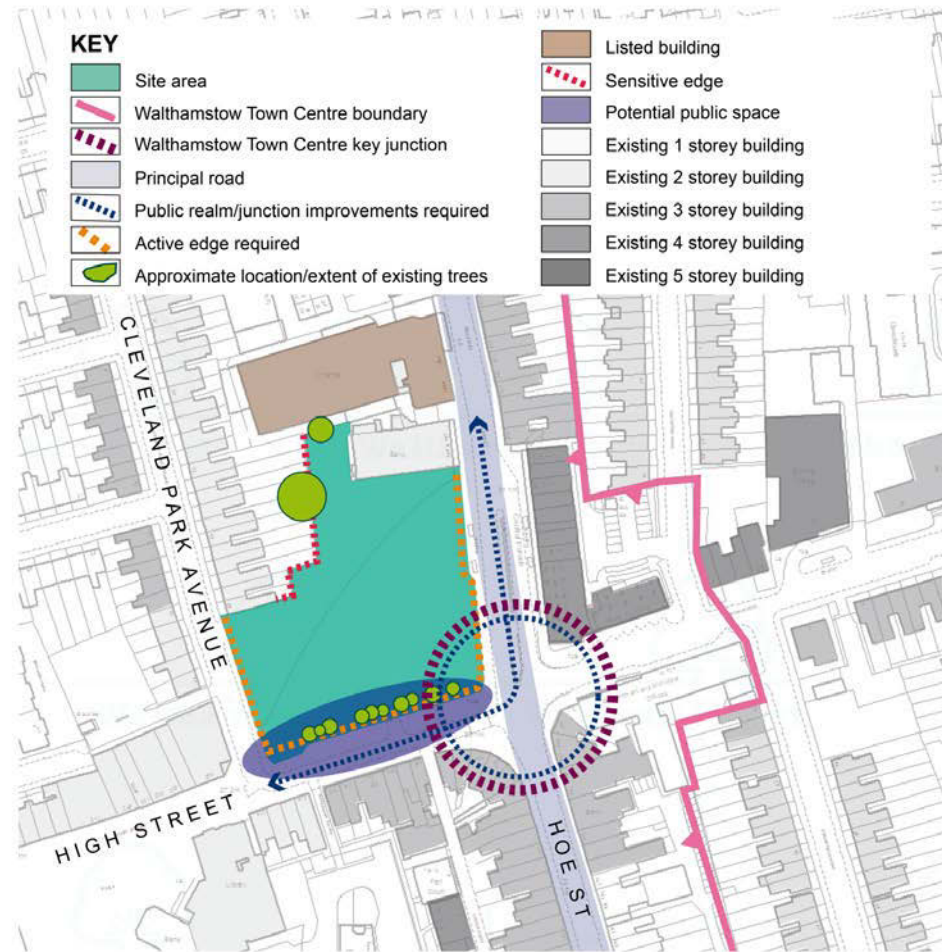 KEY
Site area
Walthamstow Town Centre boundary
Walthamstow Town Centre key junction
Principal road
Public realm/junction improvements required
Active edge required
Approximate location/extent of existing trees
Listed building
Sensitive edge
Potential public space
Existing 1 storey building
Existing 2 storey building
Existing 3 storey building
Existing 4 storey building
Existing 5 storey building
CLEVELAND PARK AVENUE
HIGH STREET
HOE ST